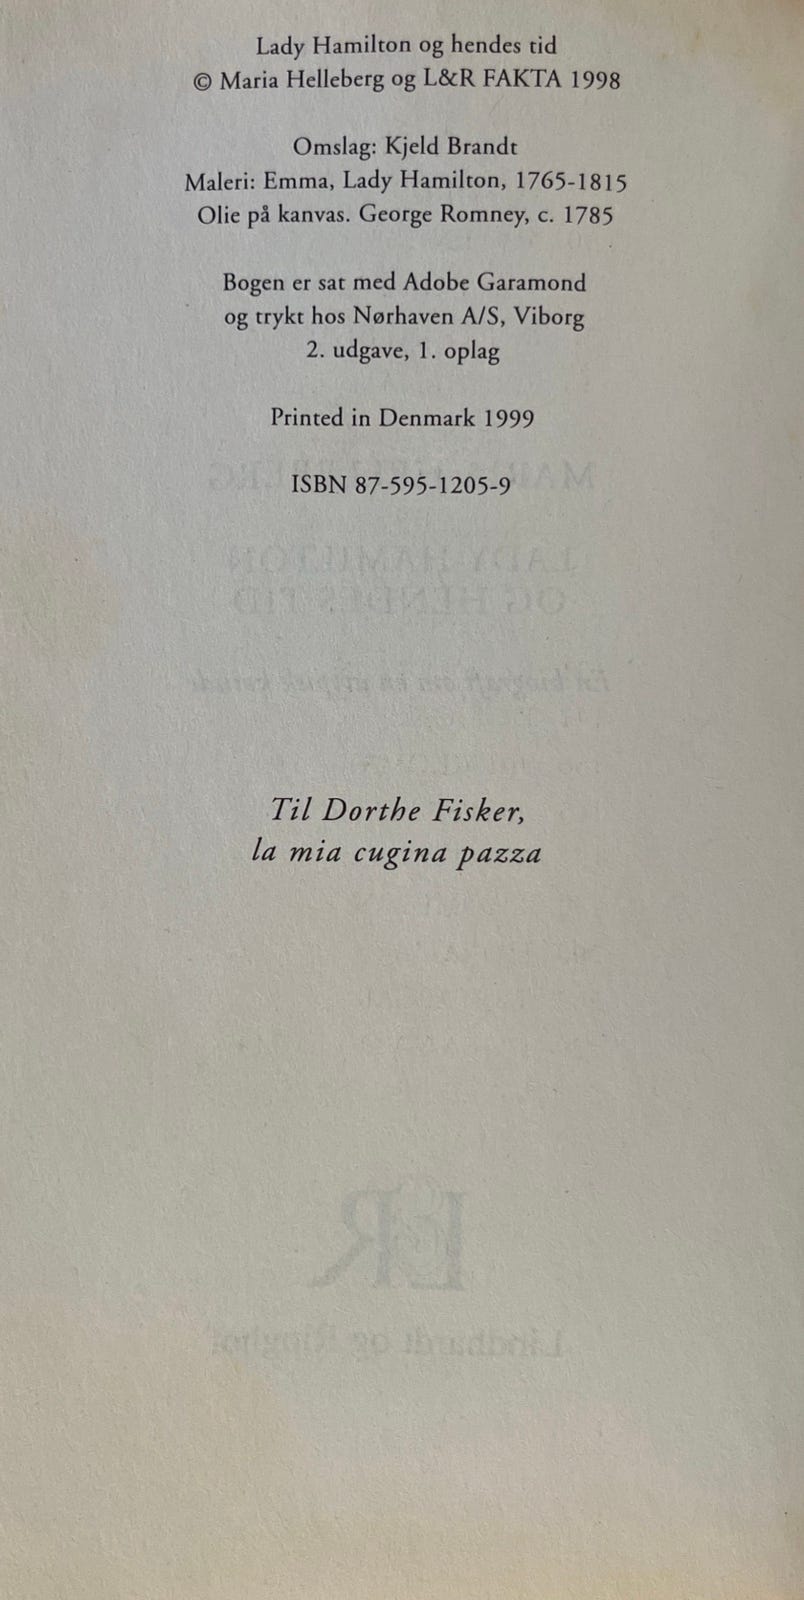 Lady Hamilton og hendes tid
© Maria Helleberg og L&R FAKTA 1998
Omslag: Kjeld Brandt
Maleri: Emma, Lady Hamilton, 1765-1815
Olie på kanvas. George Romney, c. 1785
Bogen er sat med Adobe Garamond
og trykt hos Nørhaven A/S, Viborg
2. udgave, 1. oplag
Printed in Denmark 1999
ISBN 87-595-1205-9
Til Dorthe Fisker,
la mia cugina pazza